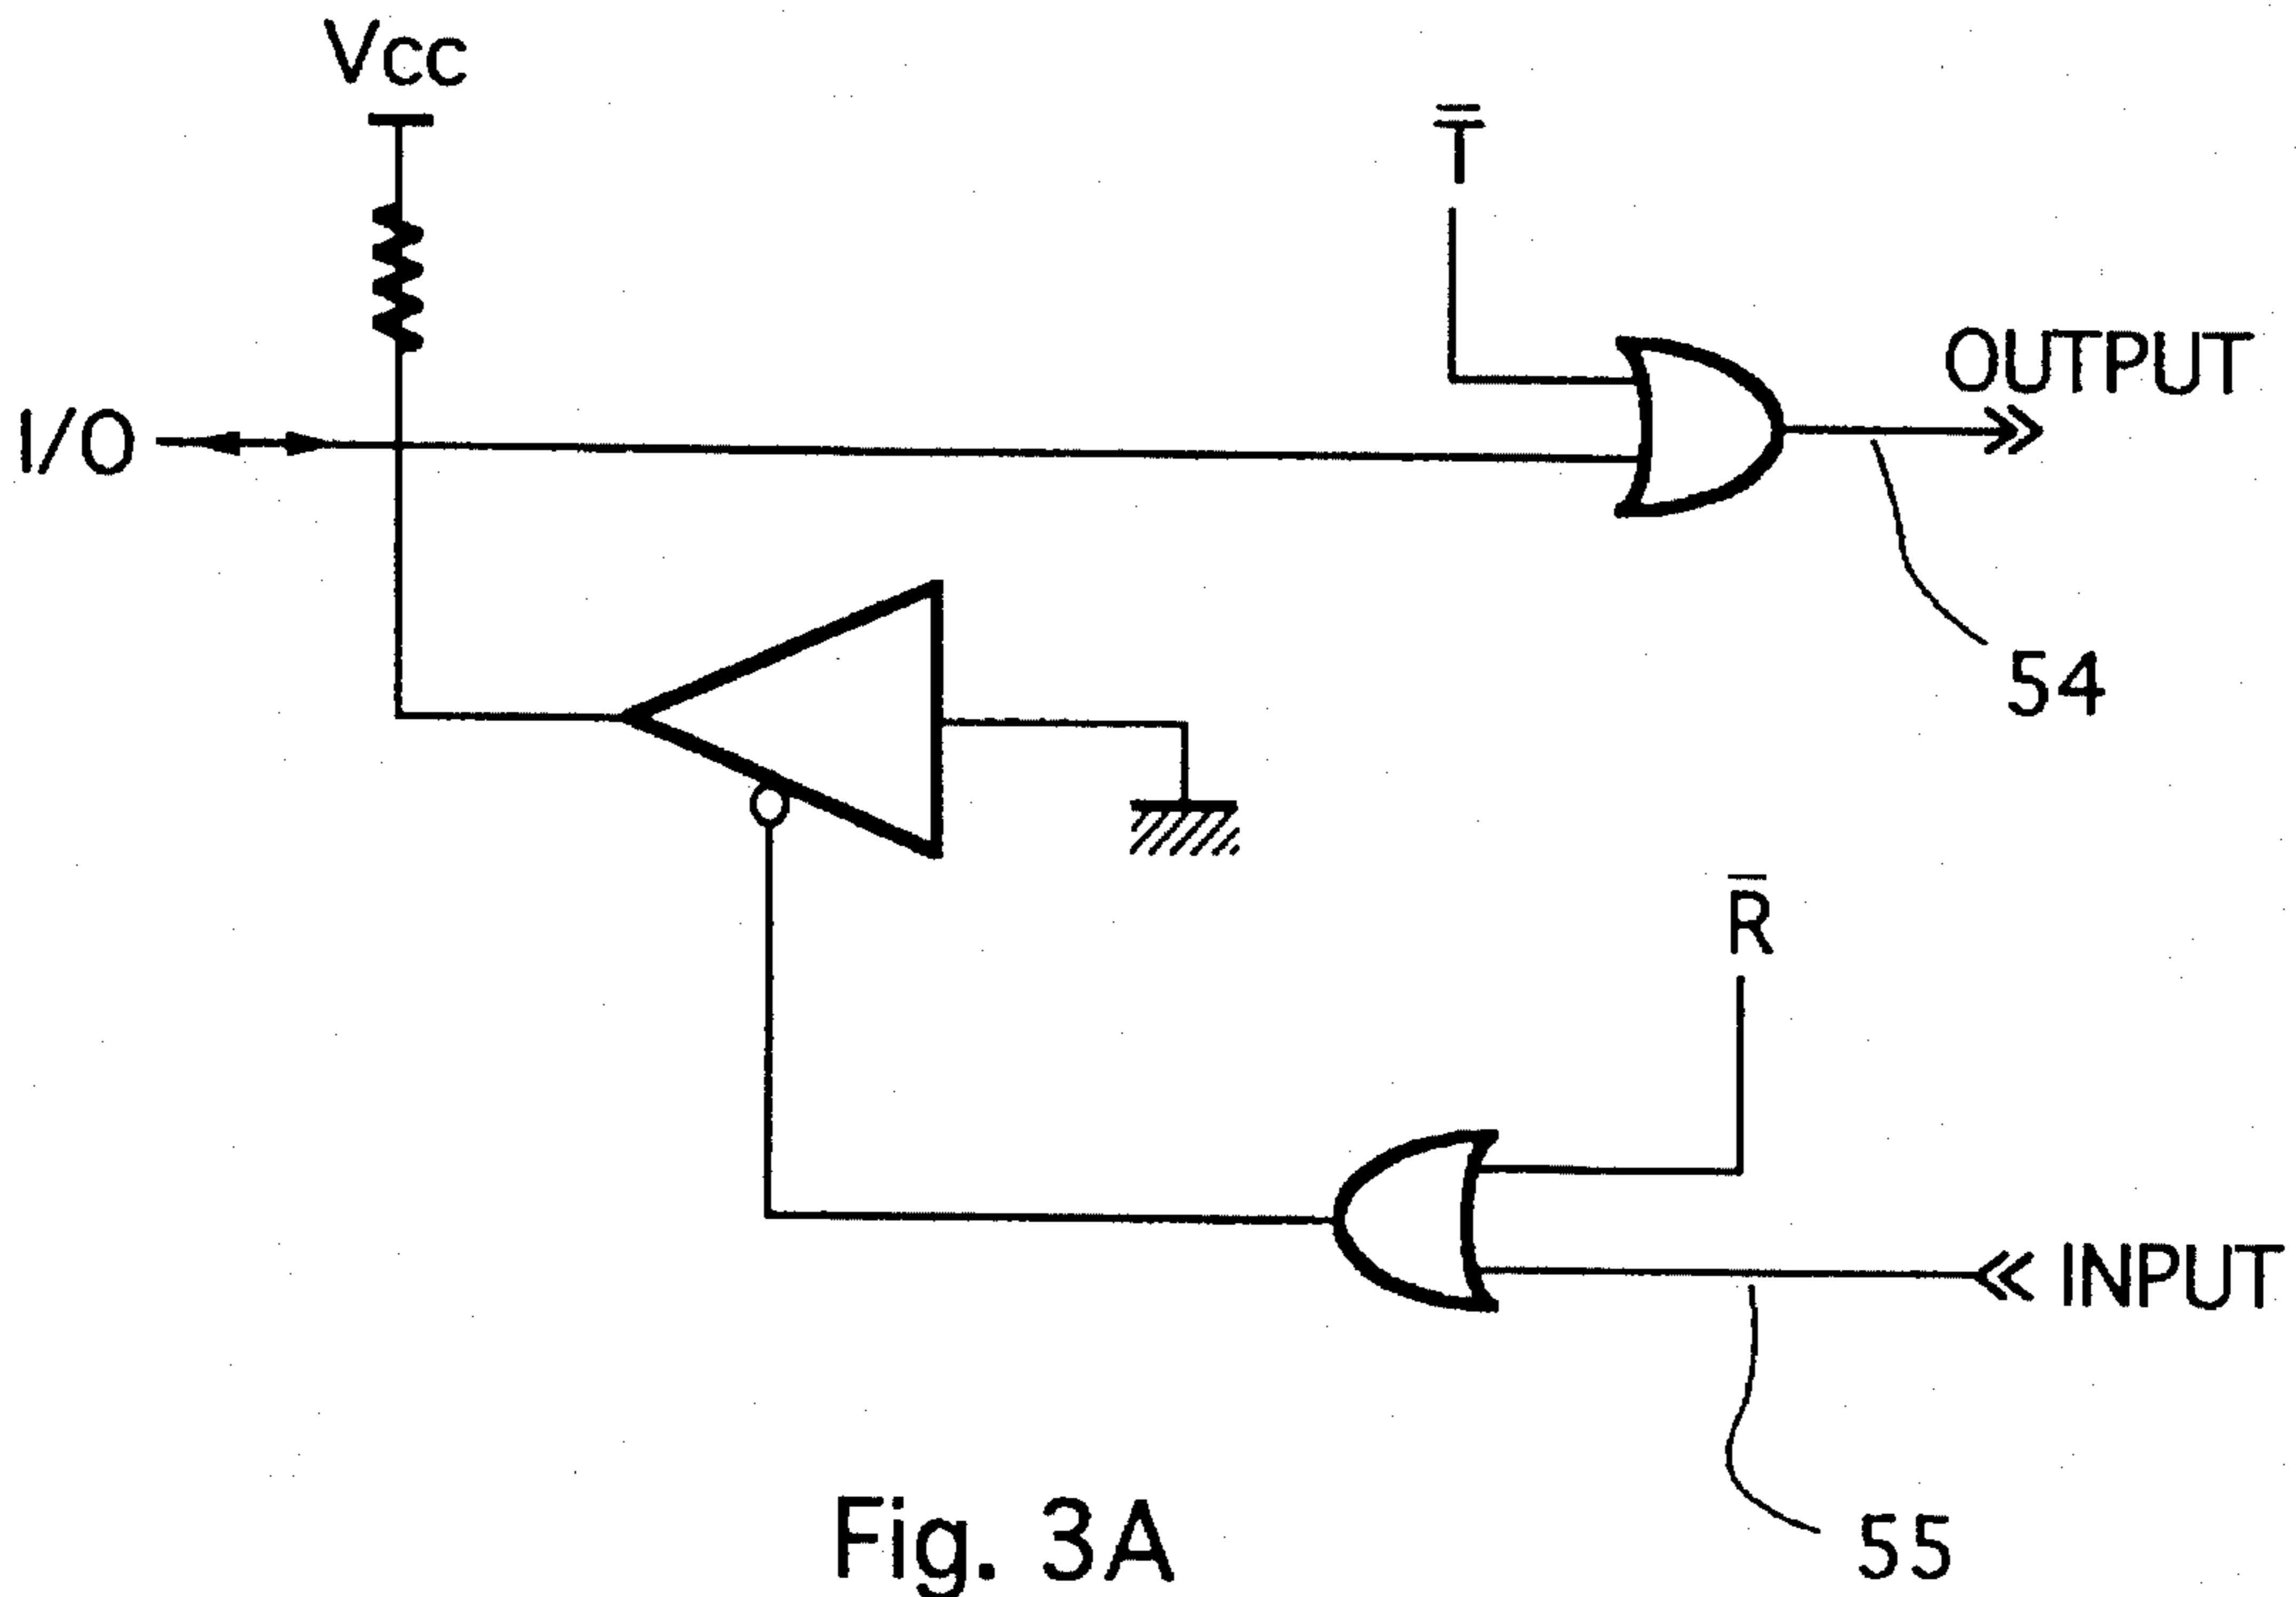 Vcc
T̅
OUTPUT
I/O
54
R̅
INPUT
55
Fig. 3A